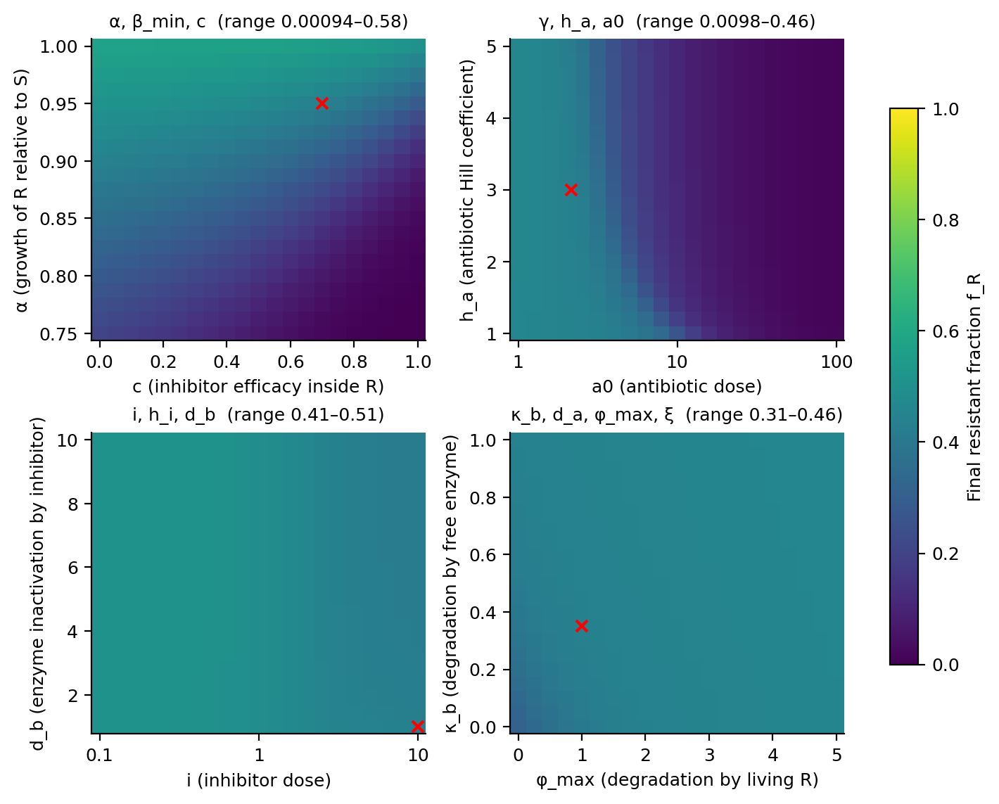 α, β_min, c  (range 0.00094–0.58)
1.00
0.95
0.90
0.85
0.80
0.75
α (growth of R relative to S)
0.0 0.2 0.4 0.6 0.8 1.0
c (inhibitor efficacy inside R)
γ, h_a, a0  (range 0.0098–0.46)
5
4
3
2
1
h_a (antibiotic Hill coefficient)
1 10 100
a0 (antibiotic dose)
i, h_i, d_b  (range 0.41–0.51)
10
8
6
4
2
d_b (enzyme inactivation by inhibitor)
0.1 1 10
i (inhibitor dose)
κ_b, d_a, φ_max, ξ  (range 0.31–0.46)
1.0
0.8
0.6
0.4
0.2
0.0
κ_b (degradation by free enzyme)
0 1 2 3 4 5
φ_max (degradation by living R)
1.0
0.8
0.6
0.4
0.2
0.0
Final resistant fraction f_R